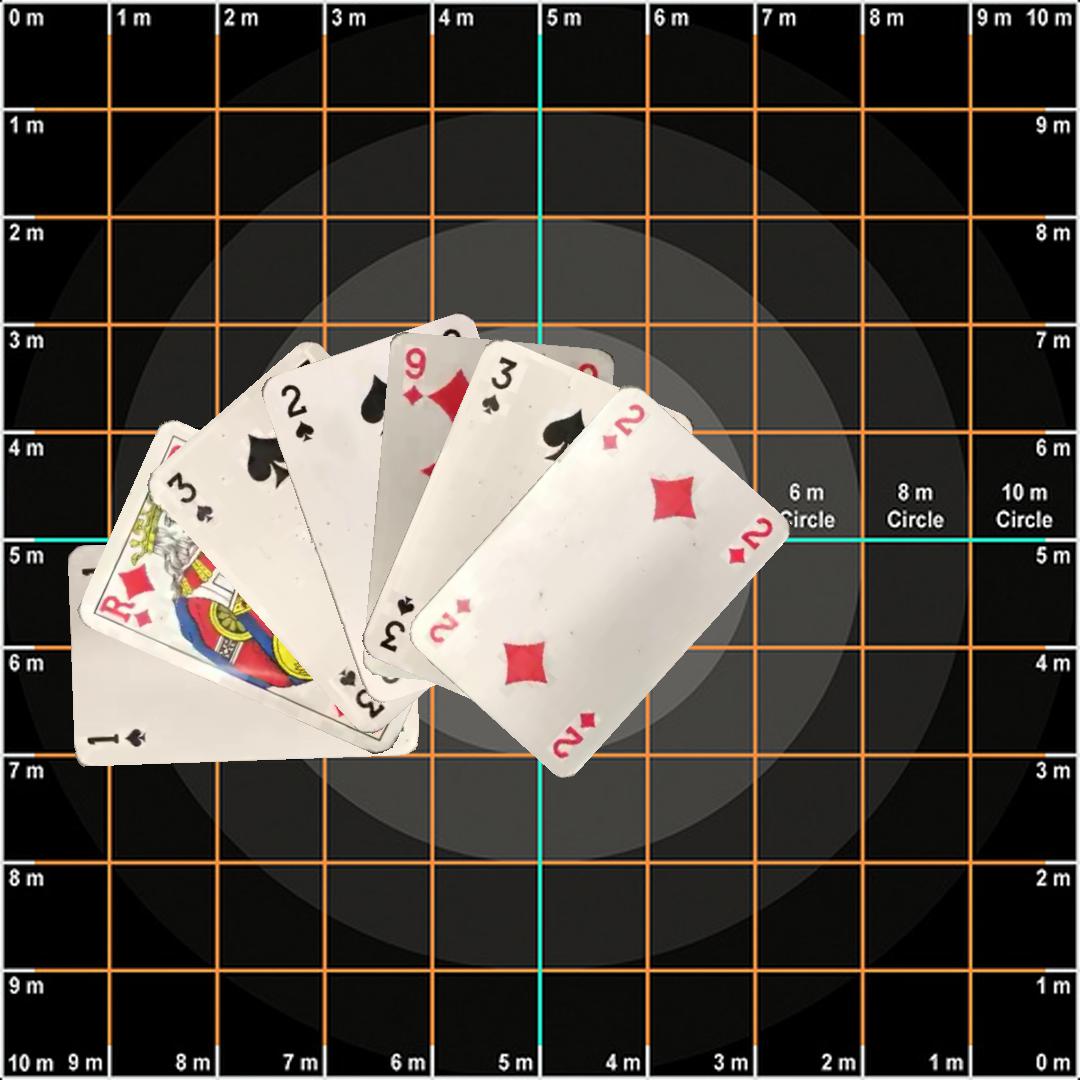 0 m 1 m 2 m 3 m 4 m 5 m 6 m 7 m 8 m 9 m 10 m
1 m 9 m
2 m 8 m
3 m 7 m
9
3
2
2
4 m 6 m
3
6 m 8 m 10 m
Circle Circle Circle
2
5 m 5 m
1
R
2
3
6 m 4 m
3
2
1
7 m 3 m
8 m 2 m
9 m 1 m
10 m 9 m 8 m 7 m 6 m 5 m 4 m 3 m 2 m 1 m 0 m